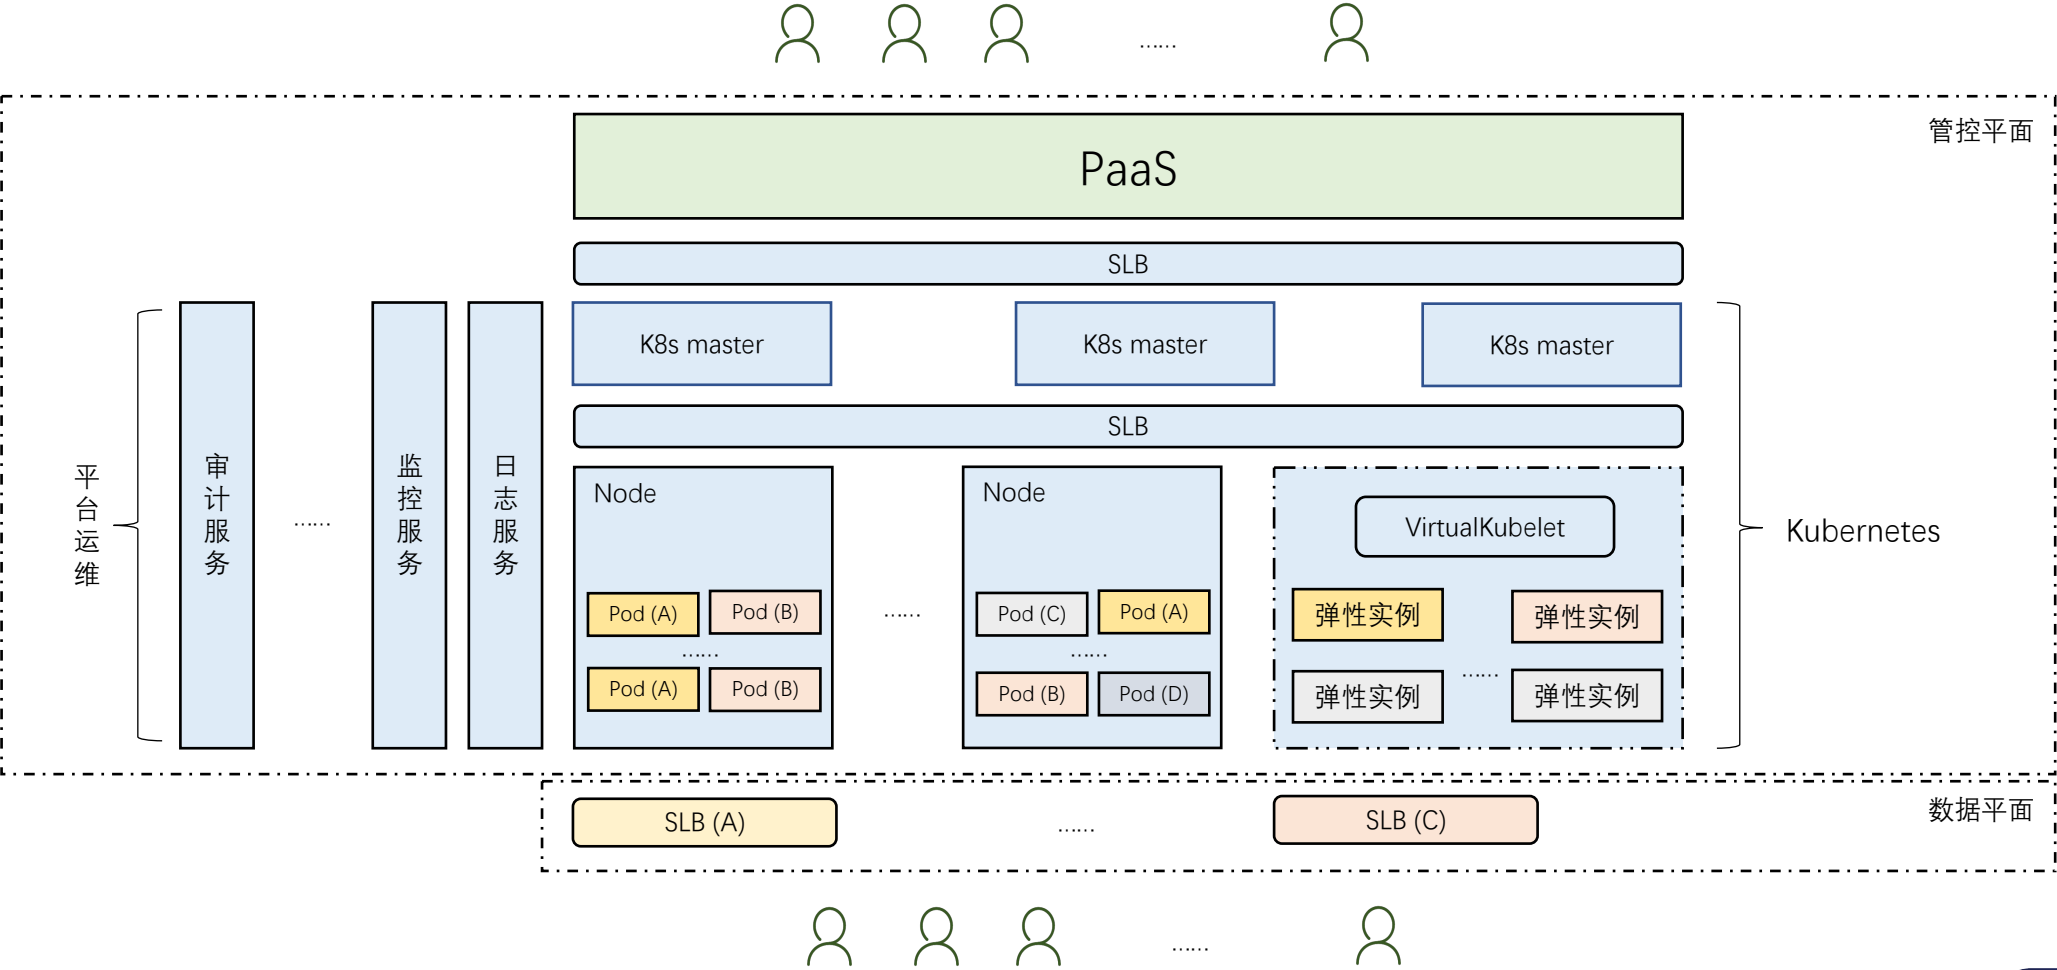 ……
管控平面
PaaS
SLB
K8s master
K8s master
K8s master
SLB
平台运维
审计服务
……
监控服务
日志服务
Node
Pod (A)
Pod (B)
……
Pod (A)
Pod (B)
……
Node
Pod (C)
Pod (A)
……
Pod (B)
Pod (D)
VirtualKubelet
弹性实例
弹性实例
……
弹性实例
弹性实例
Kubernetes
数据平面
SLB (A)
……
SLB (C)
……